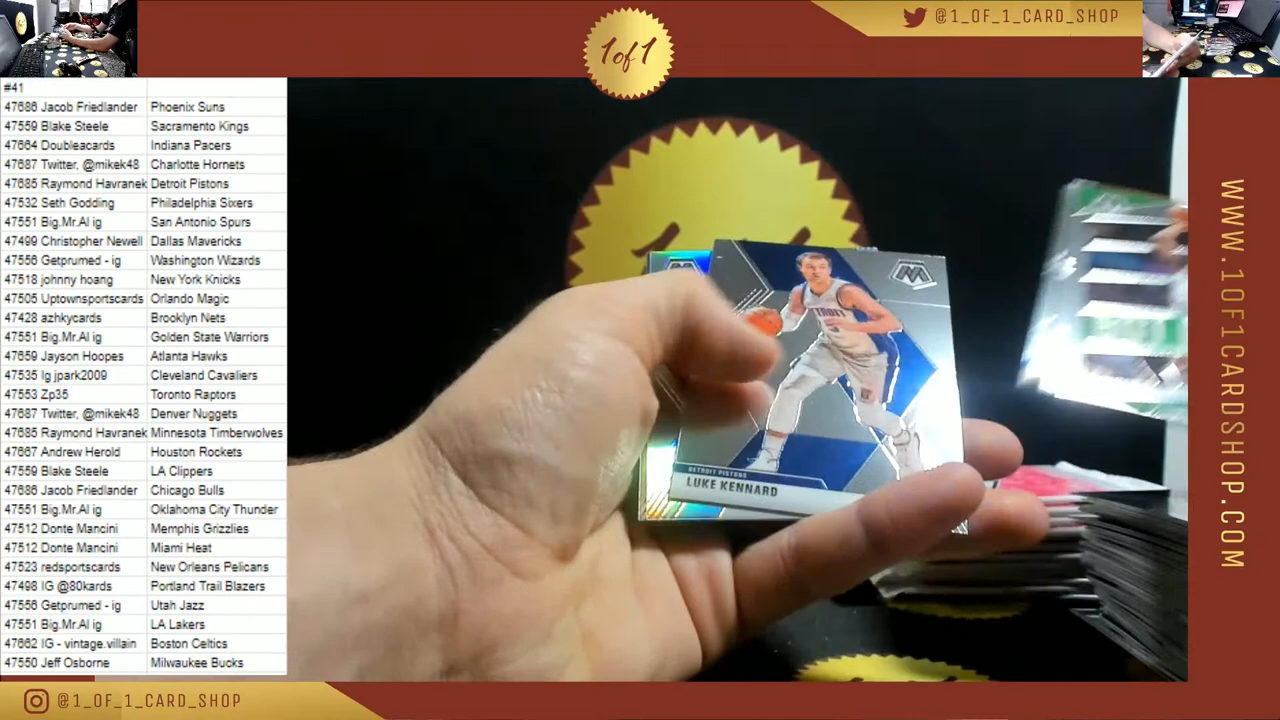 @1_OF_1_CARD_SHOP
1of1
#41
47686 Jacob Friedlander Phoenix Suns
47559 Blake Steele Sacramento Kings
47664 Doubleacards Indiana Pacers
47687 Twitter, @mikek48 Charlotte Hornets
47685 Raymond Havranek Detroit Pistons
47532 Seth Godding Philadelphia Sixers
47551 Big.Mr.Al ig San Antonio Spurs
47499 Christopher Newell Dallas Mavericks
47556 Getprumed - ig Washington Wizards
47518 johnny hoang New York Knicks
47505 Uptownsportscards Orlando Magic
47428 azhkycards Brooklyn Nets
47551 Big.Mr.Al ig Golden State Warriors
47659 Jayson Hoopes Atlanta Hawks
47535 Ig jpark2009 Cleveland Cavaliers
47553 Zp35 Toronto Raptors
47687 Twitter, @mikek48 Denver Nuggets
47685 Raymond Havranek Minnesota Timberwolves
47667 Andrew Herold Houston Rockets
47559 Blake Steele LA Clippers
47686 Jacob Friedlander Chicago Bulls
47551 Big.Mr.Al ig Oklahoma City Thunder
47512 Donte Mancini Memphis Grizzlies
47512 Donte Mancini Miami Heat
47523 redsportscards New Orleans Pelicans
47498 IG @80kards Portland Trail Blazers
47556 Getprumed - ig Utah Jazz
47551 Big.Mr.Al ig LA Lakers
47662 IG - vintage.villain Boston Celtics
47550 Jeff Osborne Milwaukee Bucks
DETROIT PISTONS
LUKE KENNARD
WWW.1OF1CARDSHOP.COM
@1_OF_1_CARD_SHOP